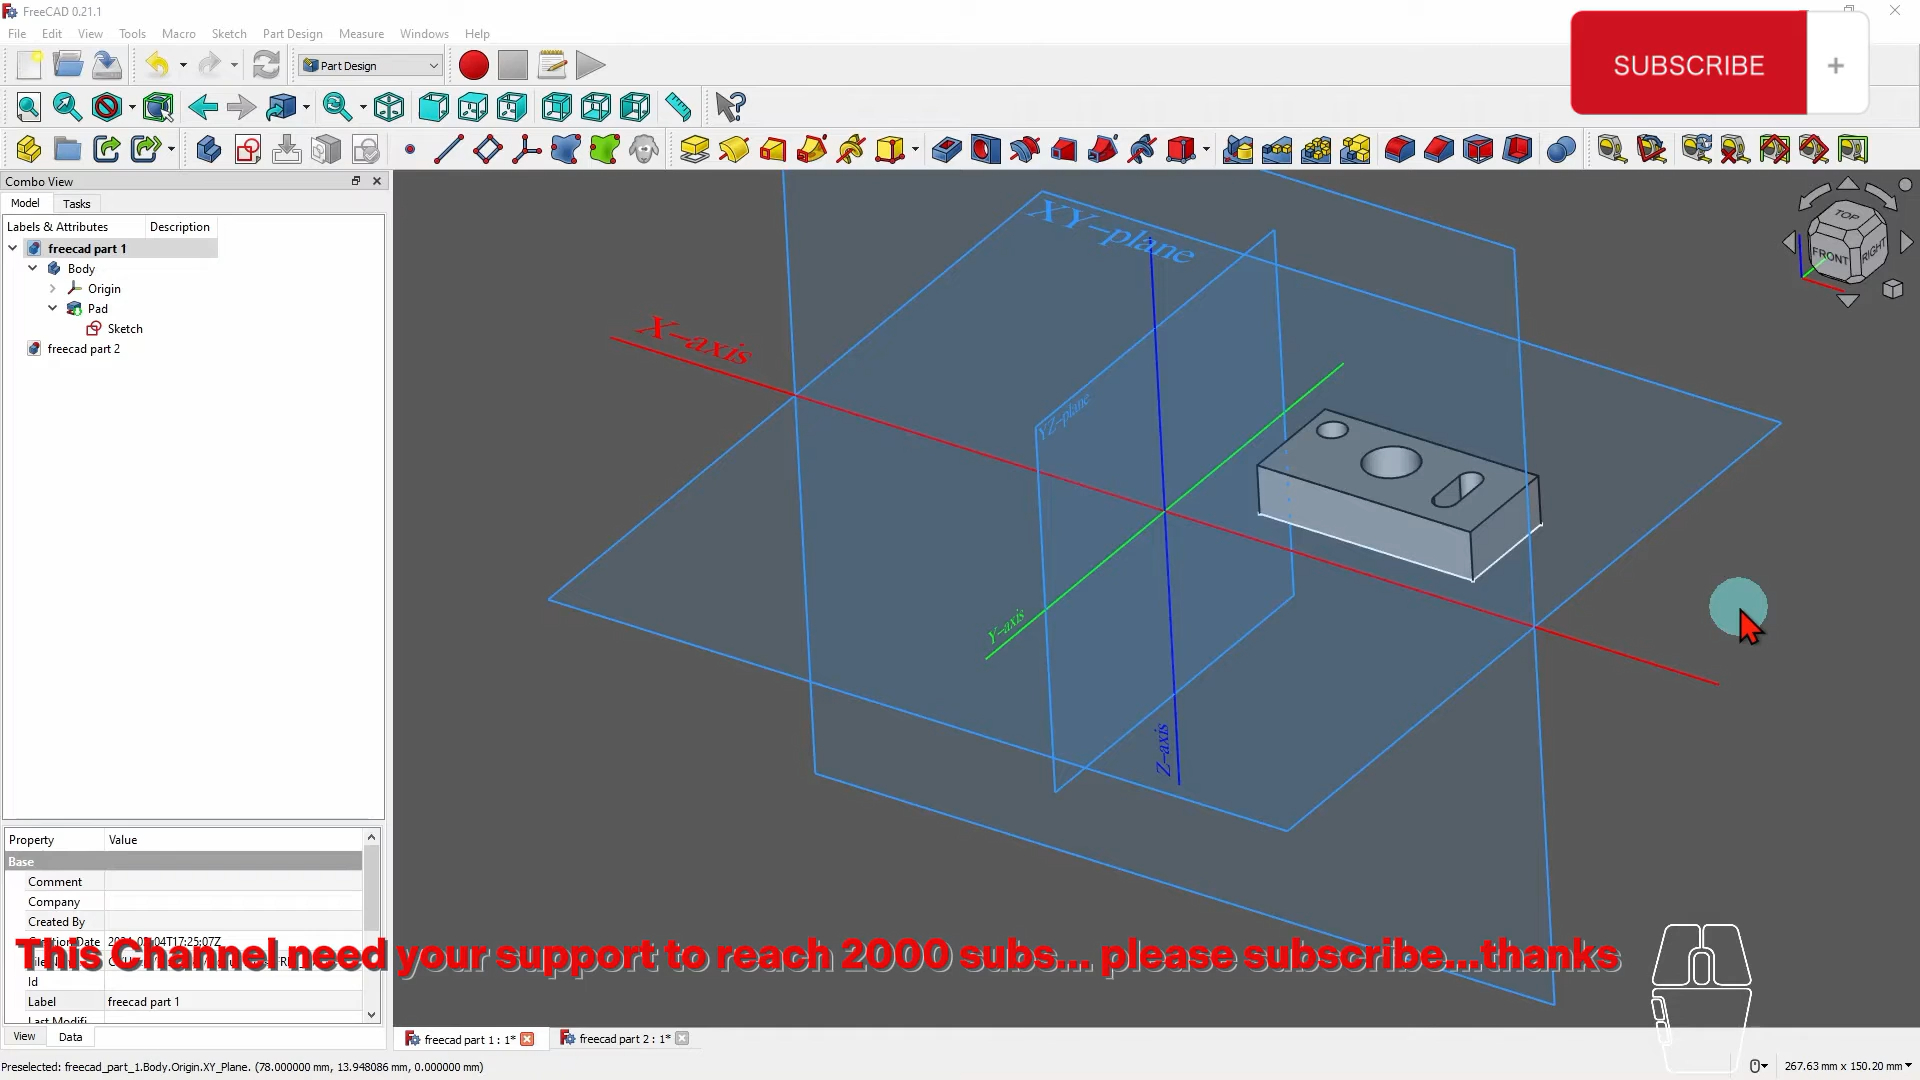 FreeCAD 0.21.1
File Edit View Tools Macro Sketch Part Design Measure Windows Help
Part Design
SUBSCRIBE +
Combo View
Model Tasks
Labels & Attributes Description
freecad part 1
Body
Origin
Pad
Sketch
freecad part 2
XY-plane
X-axis
YZ-plane
Y-axis
Z-axis
TOP
FRONT
RIGHT
Property Value
Base
Comment
Company
Created By
This Channel need your support to reach 2000 subs... please subscribe...thanks
Id
Label freecad part 1
View Data
freecad part 1 : 1*
freecad part 2 : 1*
Preselected: freecad_part_1.Body.Origin.XY_Plane. (78.000000 mm, 13.948086 mm, 0.000000 mm)
267.63 mm x 150.20 mm